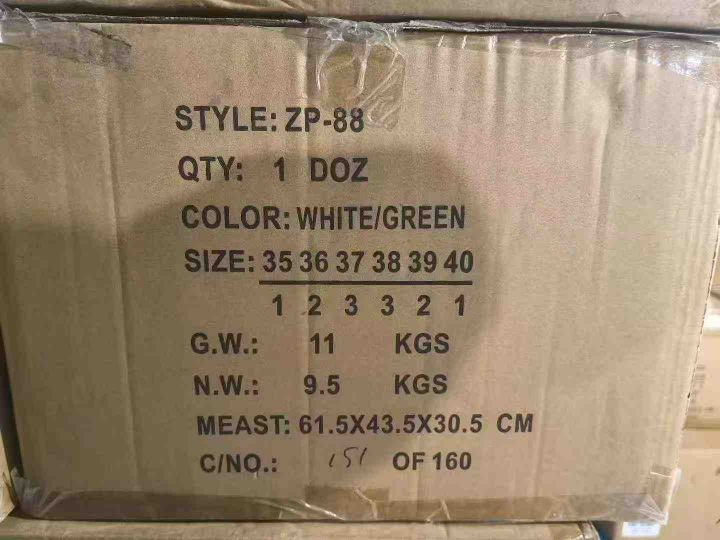 STYLE: ZP-88
QTY: 1 DOZ
COLOR: WHITE/GREEN
SIZE: 35 36 37 38 39 40
1 2 3 3 2 1
G.W.: 11 KGS
N.W.: 9.5 KGS
MEAST: 61.5X43.5X30.5 CM
C/NO.: 151 OF 160